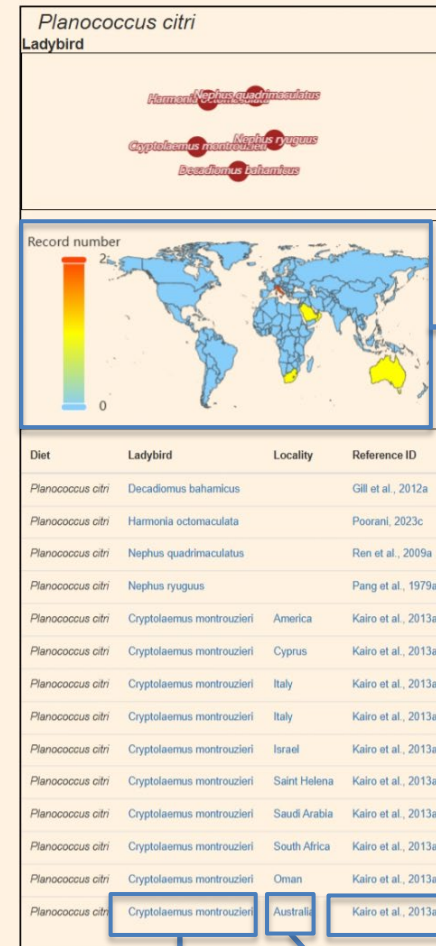 Planococcus citri
Ladybird
Harmonia octomaculata
Nephus quadrimaculatus
Cryptolaemus montrouzieri
Nephus ryuguus
Decadiomus bahamicus
Record number
2
0
Diet Ladybird Locality Reference ID
Planococcus citri Decadiomus bahamicus Gill et al., 2012a
Planococcus citri Harmonia octomaculata Poorani, 2023c
Planococcus citri Nephus quadrimaculatus Ren et al., 2009a
Planococcus citri Nephus ryuguus Pang et al., 1979a
Planococcus citri Cryptolaemus montrouzieri America Kairo et al., 2013a
Planococcus citri Cryptolaemus montrouzieri Cyprus Kairo et al., 2013a
Planococcus citri Cryptolaemus montrouzieri Italy Kairo et al., 2013a
Planococcus citri Cryptolaemus montrouzieri Italy Kairo et al., 2013a
Planococcus citri Cryptolaemus montrouzieri Israel Kairo et al., 2013a
Planococcus citri Cryptolaemus montrouzieri Saint Helena Kairo et al., 2013a
Planococcus citri Cryptolaemus montrouzieri Saudi Arabia Kairo et al., 2013a
Planococcus citri Cryptolaemus montrouzieri South Africa Kairo et al., 2013a
Planococcus citri Cryptolaemus montrouzieri Oman Kairo et al., 2013a
Planococcus citri Cryptolaemus montrouzieri Australia Kairo et al., 2013a